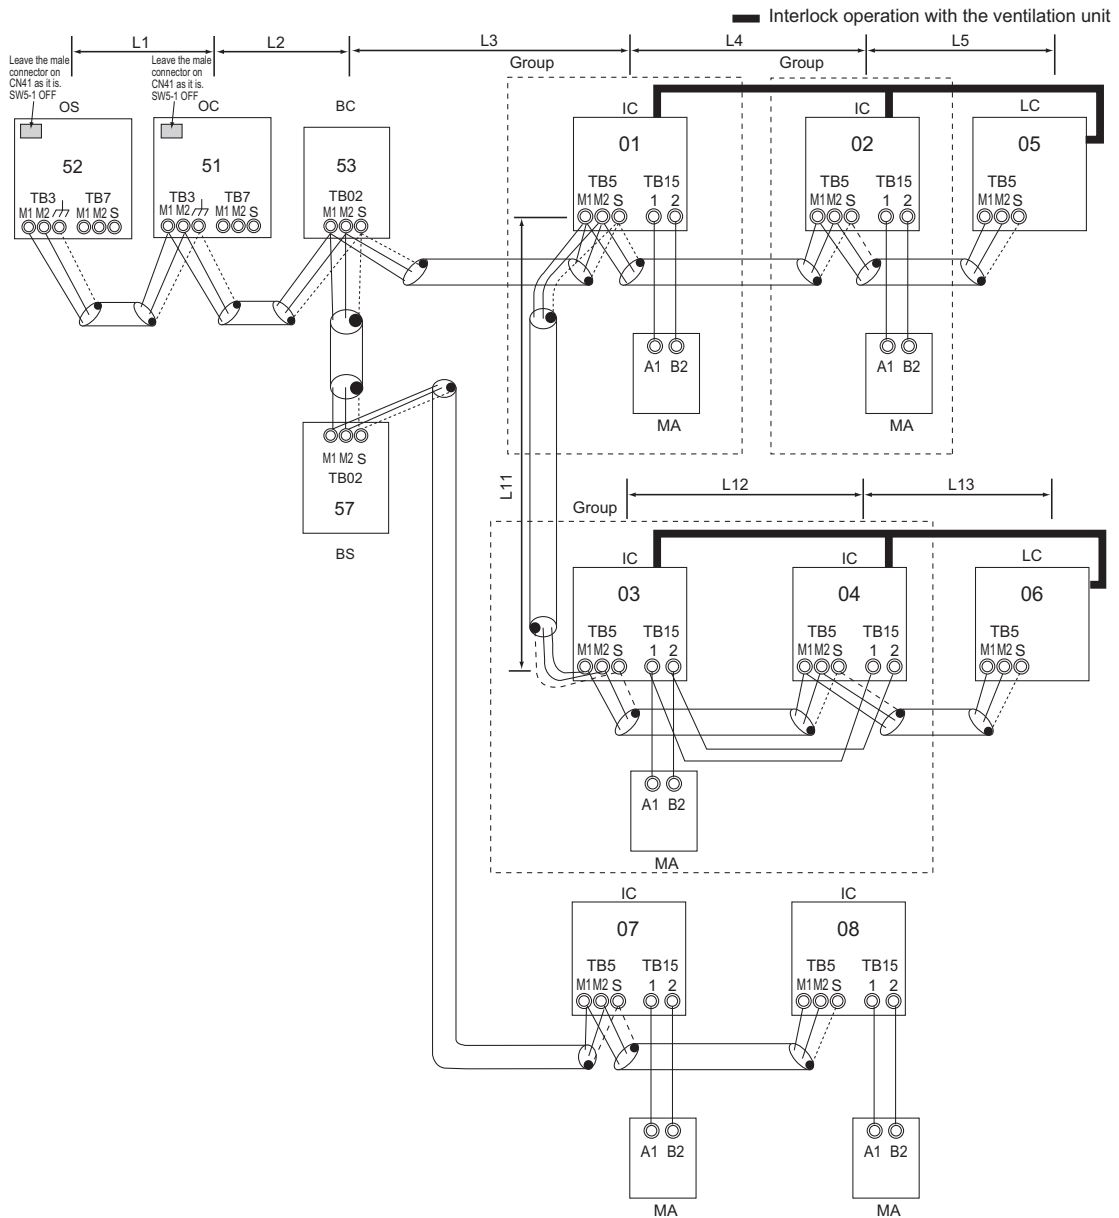 Interlock operation with the ventilation unit
L1 L2 L3 L4 L5
Leave the male
connector on
CN41 as it is.
SW5-1 OFF
Leave the male
connector on
CN41 as it is.
SW5-1 OFF
Group Group
OS OC BC IC IC LC
52 51 53 01 02 05
TB3 TB7 TB3 TB7 TB02 TB5 TB15 TB5 TB15 TB5
M1 M2 M1 M2 S M1 M2 M1 M2 S M1 M2 S M1 M2 S 1 2 M1 M2 S 1 2 M1 M2 S
A1 B2 A1 B2
MA MA
M1 M2 S
TB02
57
BS
L11
L12 L13
Group
IC IC LC
03 04 06
TB5 TB15 TB5 TB15 TB5
M1 M2 S 1 2 M1 M2 S 1 2 M1 M2 S
A1 B2
MA
IC IC
07 08
TB5 TB15 TB5 TB15
M1 M2 S 1 2 M1 M2 S 1 2
A1 B2 A1 B2
MA MA